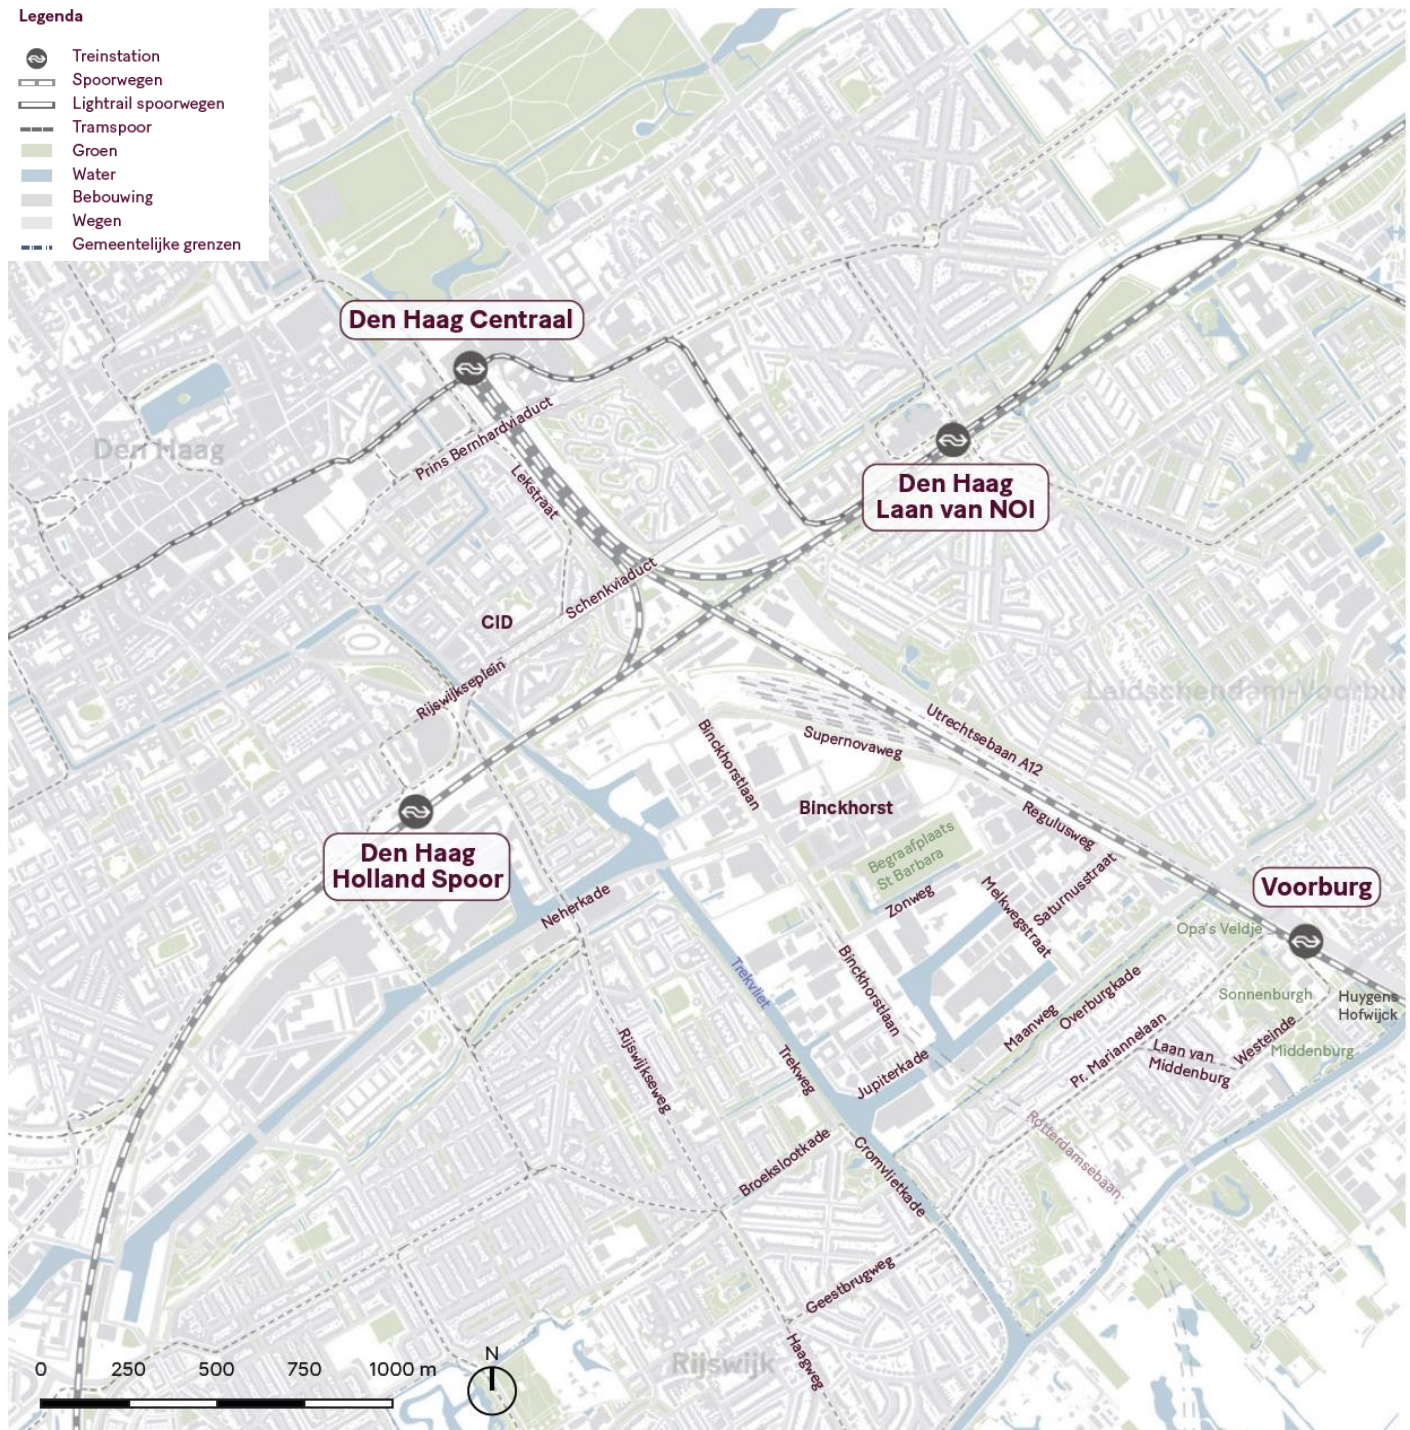 Legenda
Treinstation
Spoorwegen
Lightrail spoorwegen
Tramspoor
Groen
Water
Bebouwing
Wegen
Gemeentelijke grenzen
Den Haag Centraal
Prins Bernhardviaduct
Den Haag
Lekstraat
Den Haag
Laan van NOI
Schenkviaduct
CID
Rijswijkseplein
Leidschendam-Voorbur
Utrechtsebaan A12
Binckhorstlaan
Supernovaweg
Binckhorst
Regulusweg
Den Haag
Holland Spoor
Begraafplaats
St Barbara
Saturnusstraat
Melkwegstraat
Voorburg
Neherkade
Zonweg
Opa's Veldje
Trekvliet
Binckhorstlaan
Overburgkade
Sonnenburgh
Huygens
Hofwijck
Maanweg
Pr. Mariannelaan
Laan van
Middenburg
Westeinde
Middenburg
Rijswijkseweg
Trekweg
Jupiterkade
Rotterdamsebaan
Broekslootkade
Cromvlietkade
Geestbrugweg
Haagweg
Rijswijk
0 250 500 750 1000 m
N